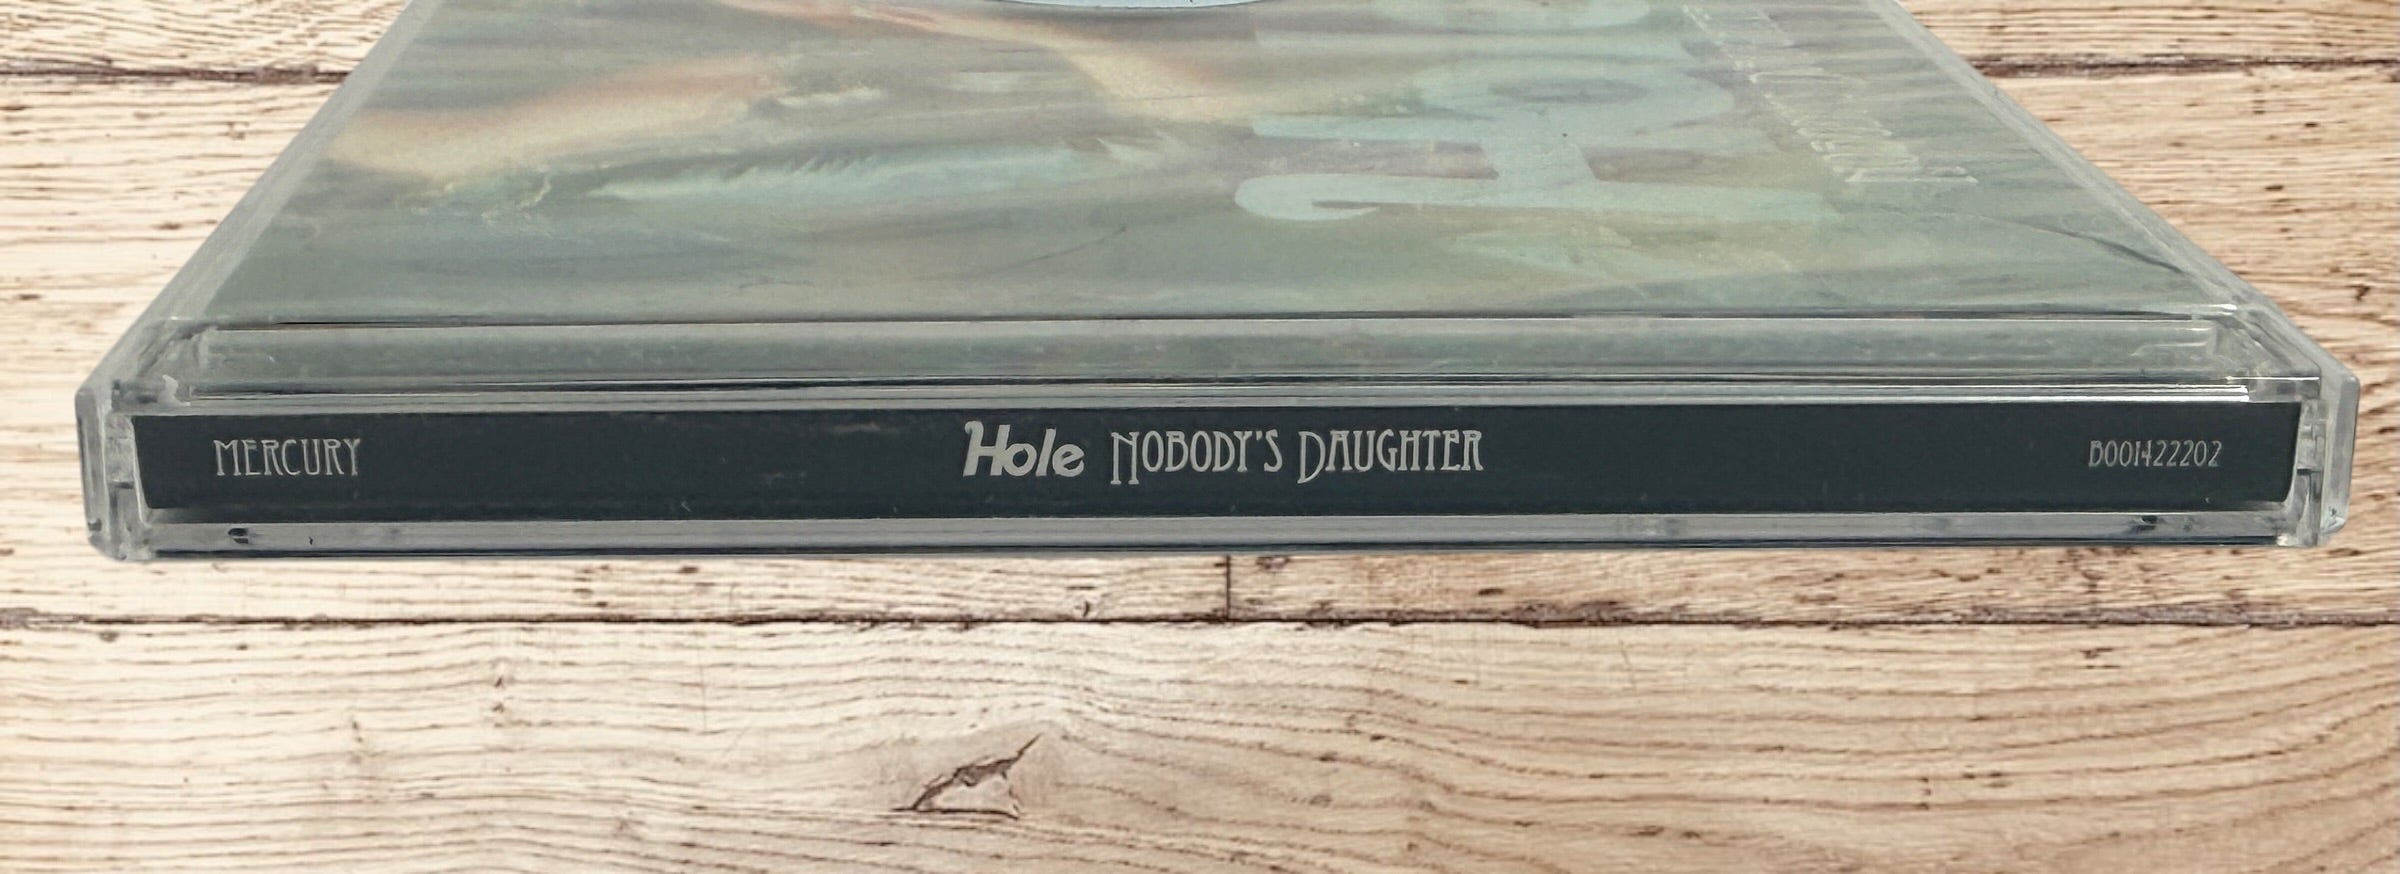 MERCURY Hole NOBODY'S DAUGHTER B001422202